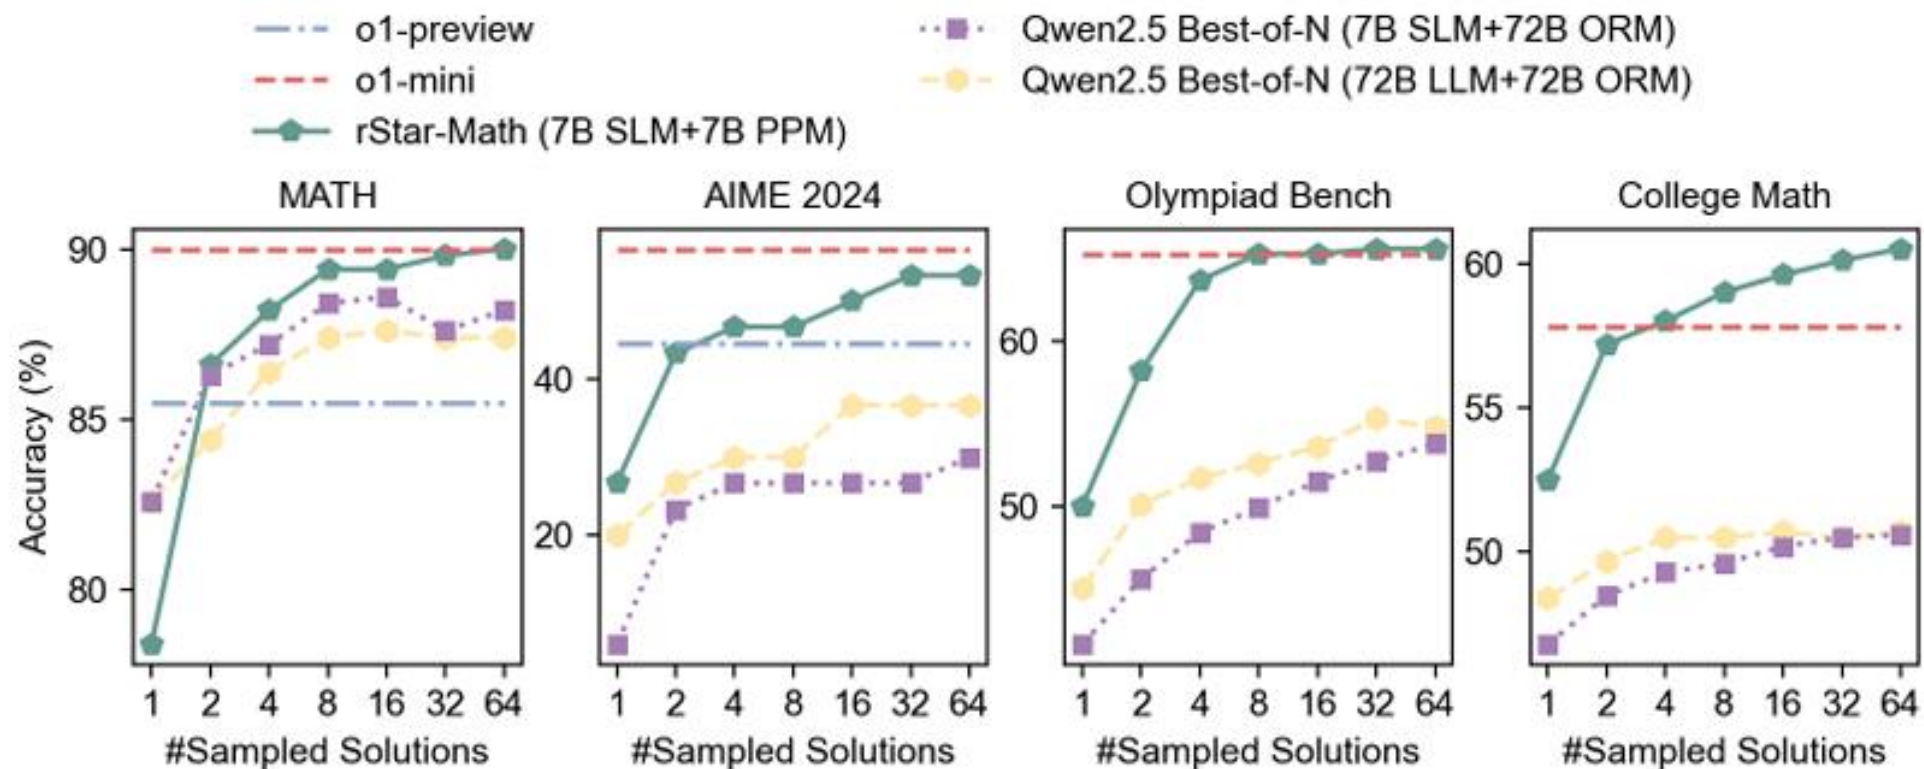 o1-preview
o1-mini
rStar-Math (7B SLM+7B PPM)
Qwen2.5 Best-of-N (7B SLM+72B ORM)
Qwen2.5 Best-of-N (72B LLM+72B ORM)
MATH
AIME 2024
Olympiad Bench
College Math
Accuracy (%)
90
85
80
1 2 4 8 16 32 64
#Sampled Solutions
40
20
1 2 4 8 16 32 64
#Sampled Solutions
60
50
1 2 4 8 16 32 64
#Sampled Solutions
60
55
50
1 2 4 8 16 32 64
#Sampled Solutions